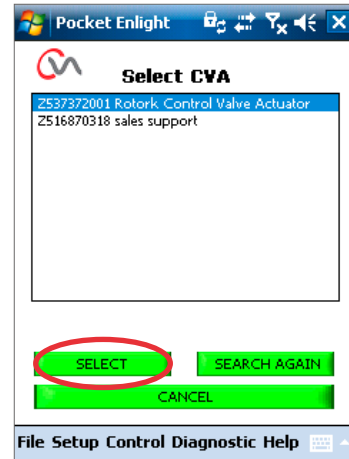 Pocket Enlight
Select CVA
Z537372001 Rotork Control Valve Actuator
Z516870318 sales support
SELECT SEARCH AGAIN
CANCEL
File Setup Control Diagnostic Help